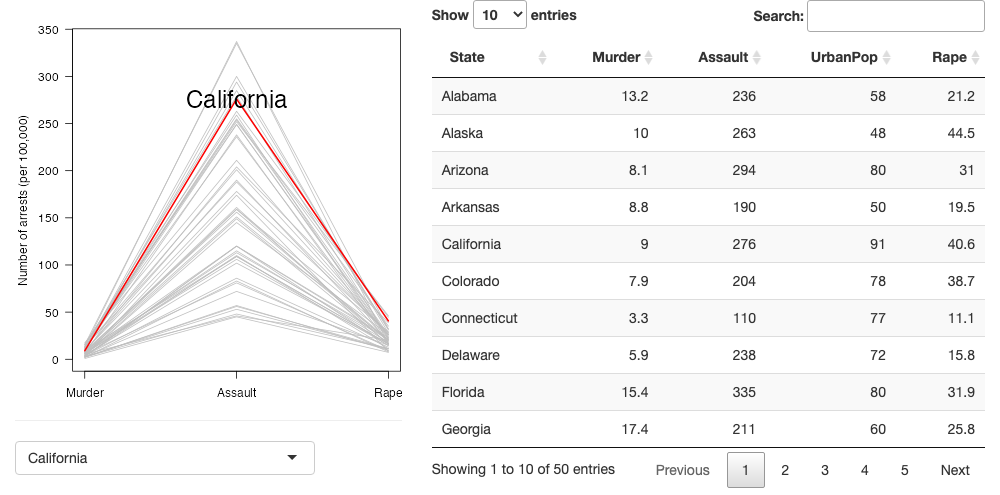 350
300
250
200
150
100
50
0
Number of arrests (per 100,000)
California
Murder Assault Rape
California
Show 10 entries
Search:
State Murder Assault UrbanPop Rape
Alabama 13.2 236 58 21.2
Alaska 10 263 48 44.5
Arizona 8.1 294 80 31
Arkansas 8.8 190 50 19.5
California 9 276 91 40.6
Colorado 7.9 204 78 38.7
Connecticut 3.3 110 77 11.1
Delaware 5.9 238 72 15.8
Florida 15.4 335 80 31.9
Georgia 17.4 211 60 25.8
Showing 1 to 10 of 50 entries
Previous 1 2 3 4 5 Next